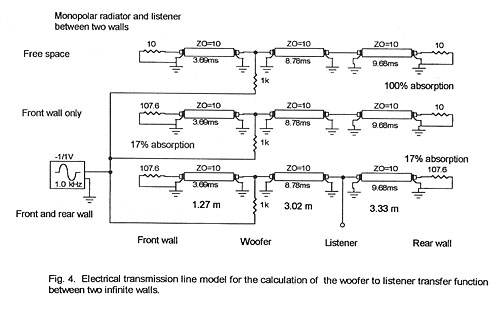 Monopolar radiator and listener
between two walls
10 ZO=10 ZO=10 ZO=10 10
Free space
3.69ms 8.78ms 9.68ms
1k 100% absorption
107.6 ZO=10 ZO=10 ZO=10 10
Front wall only
3.69ms 8.78ms 9.68ms
17% absorption 1k
-1/1V 17% absorption
107.6 ZO=10 ZO=10 ZO=10 107.6
1.0 kHz 3.69ms 8.78ms 9.68ms
Front and rear wall 1.27 m 1k 3.02 m 3.33 m
Front wall Woofer Listener Rear wall
Fig. 4. Electrical transmission line model for the calculation of the woofer to listener transfer function
between two infinite walls.